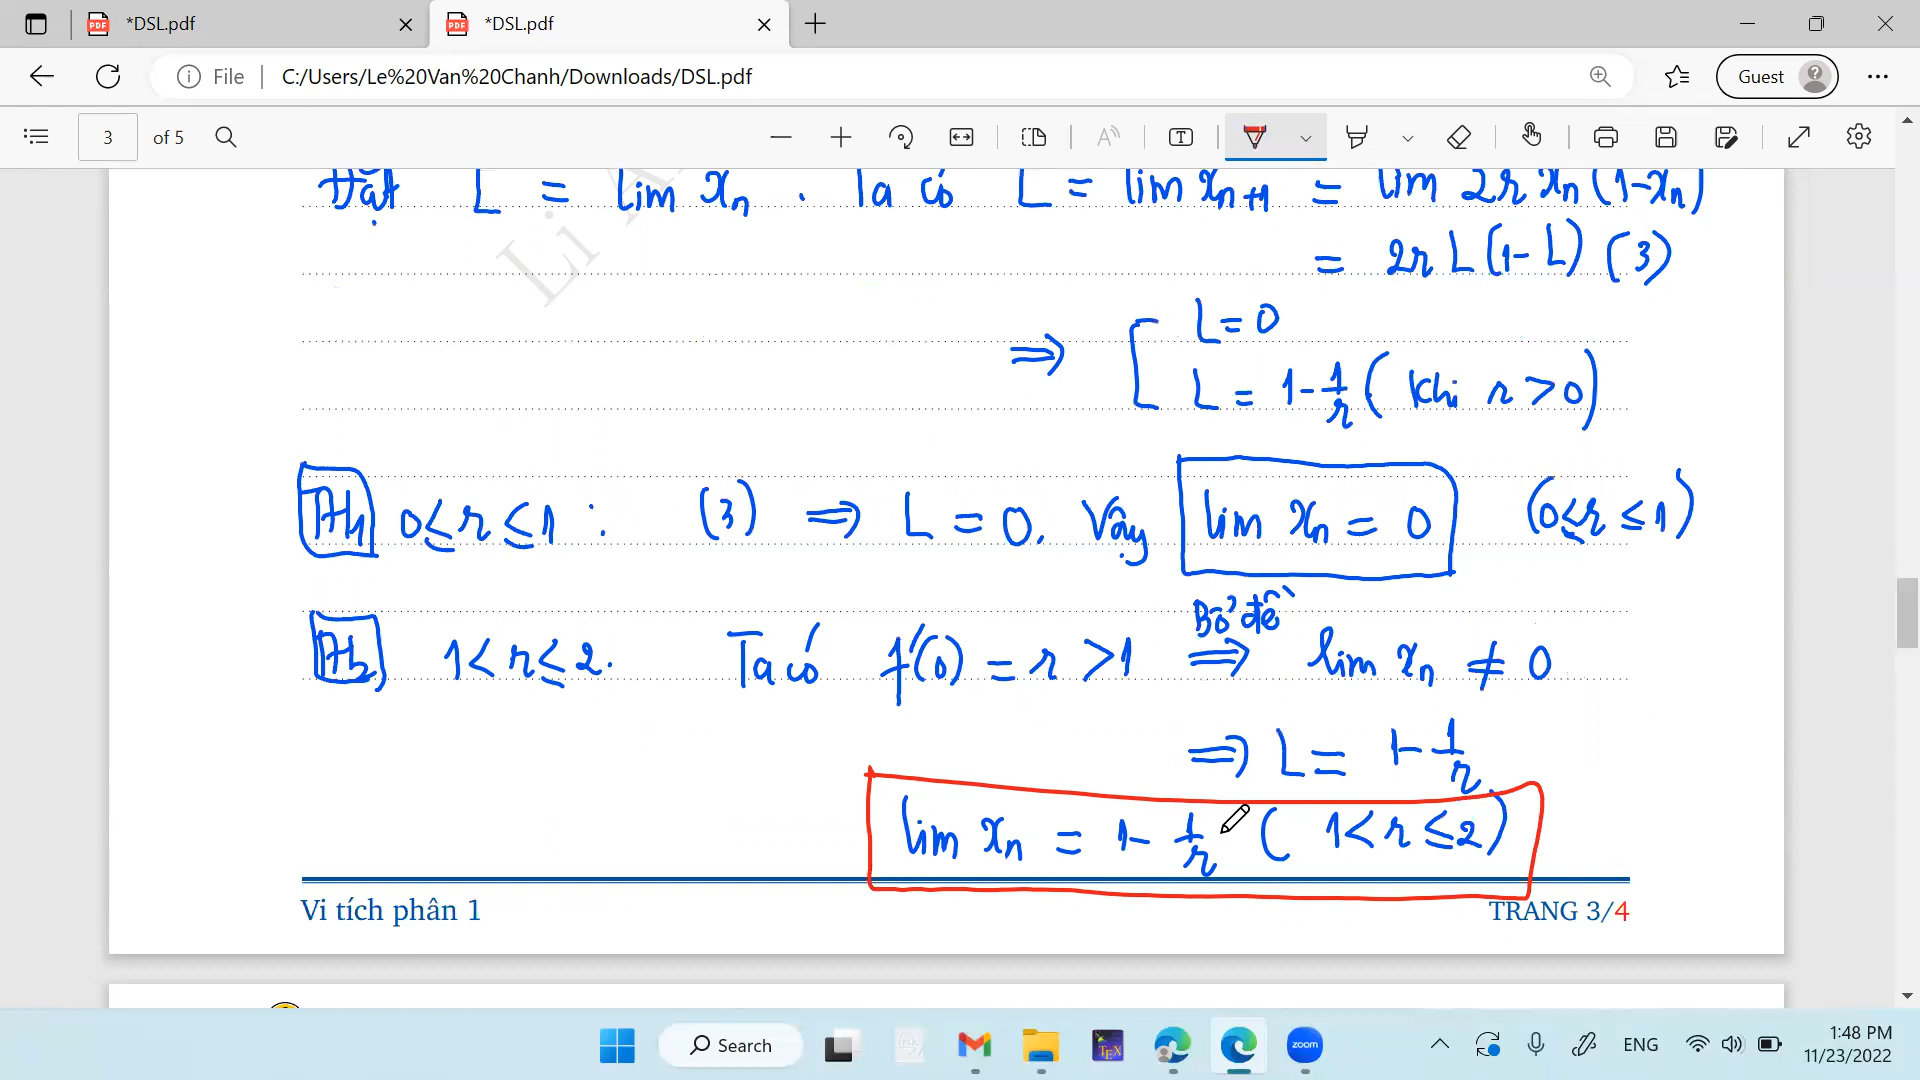 *DSL.pdf
*DSL.pdf
File C:/Users/Le%20Van%20Chanh/Downloads/DSL.pdf
Guest
3 of 5
Li A
Đặt L = lim xₙ . Ta có L = lim xₙ₊₁ = lim 2r xₙ (1-xₙ)
= 2r L (1- L) (3)
⟹ [ L = 0
L = 1 - 1/r ( khi r > 0)
Th1 0 ≤ r ≤ 1 : (3) ⟹ L = 0. Vậy lim xₙ = 0 (0 ≤ r ≤ 1)
Bổ đề
Th2 1 < r ≤ 2. Ta có f'(0) = r > 1 ⟹ lim xₙ ≠ 0
⟹ L = 1 - 1/r
lim xₙ = 1 - 1/r ( 1 < r ≤ 2)
Vi tích phân 1
TRANG 3/4
Search
ENG
1:48 PM
11/23/2022